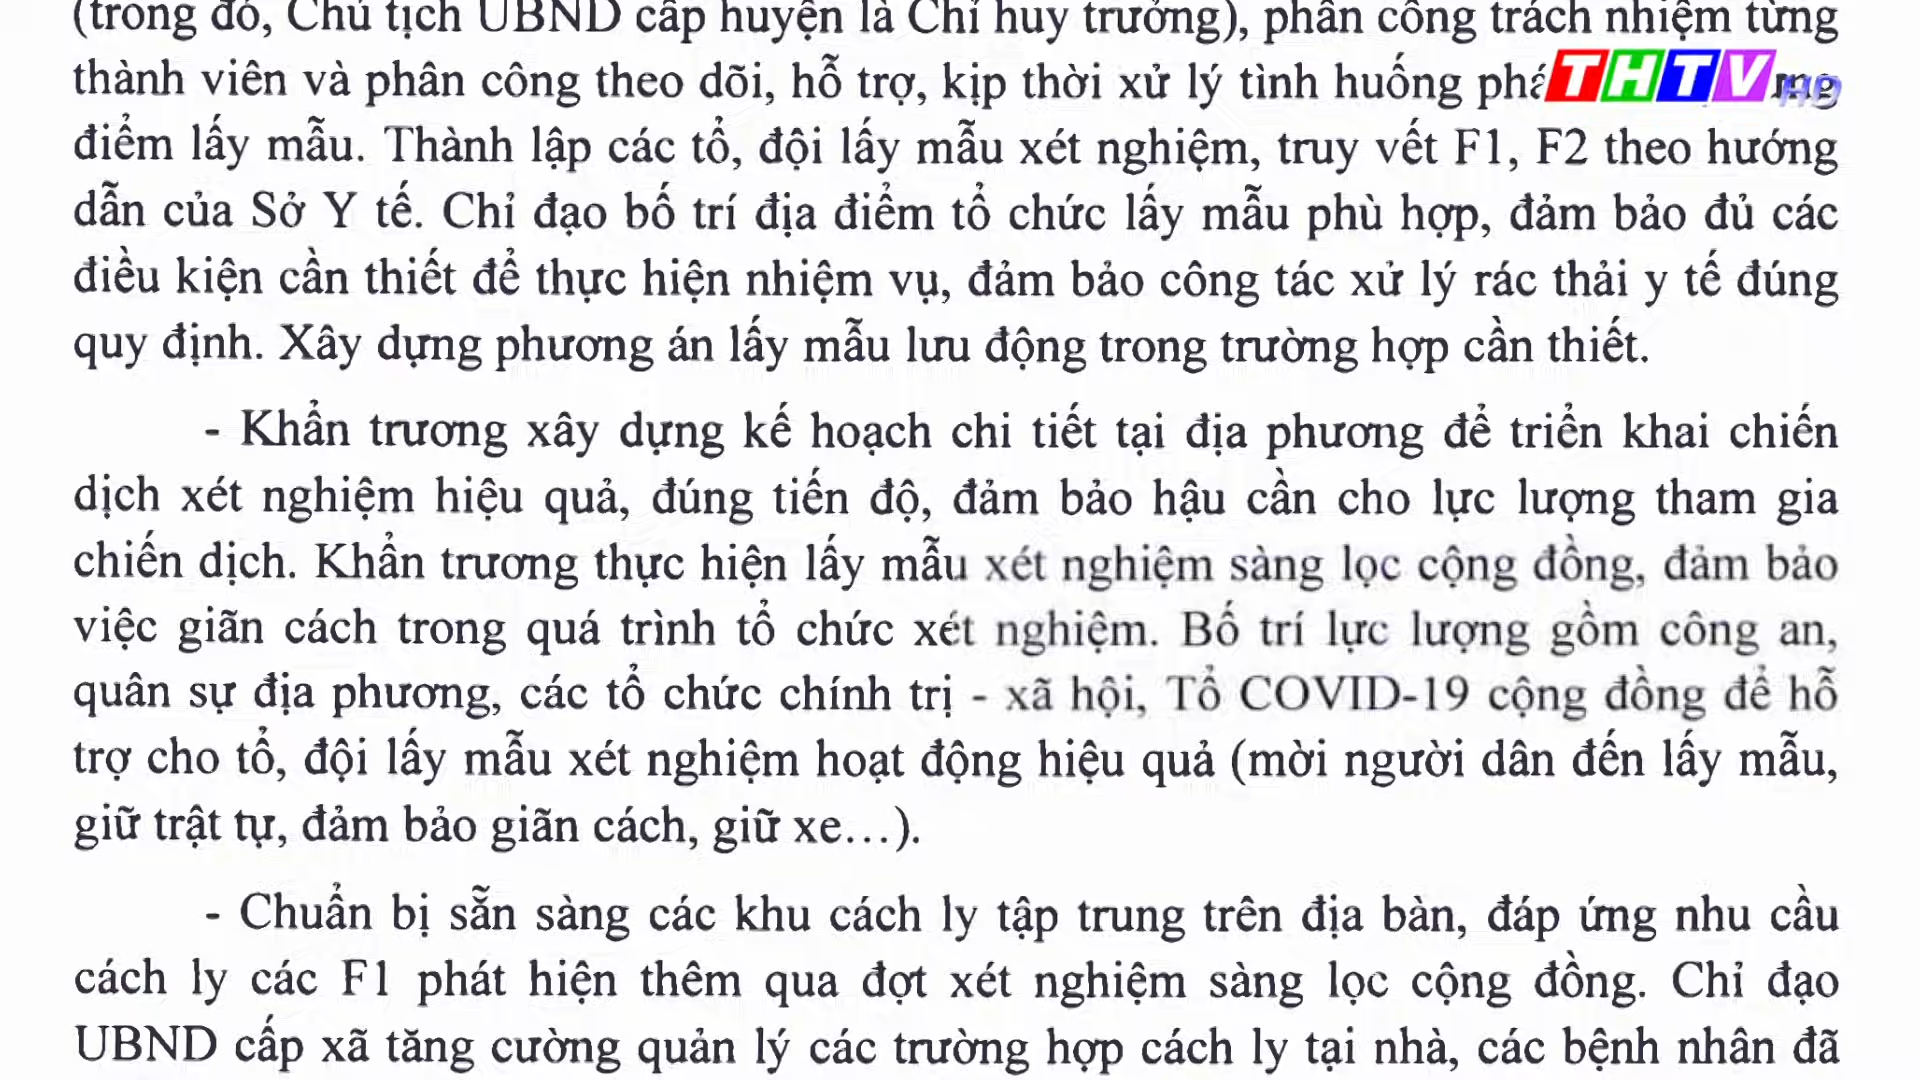 (trong đó, Chủ tịch UBND cấp huyện là Chỉ huy trưởng), phân công trách nhiệm từng
thành viên và phân công theo dõi, hỗ trợ, kịp thời xử lý tình huống
THTV HD
điểm lấy mẫu. Thành lập các tổ, đội lấy mẫu xét nghiệm, truy vết F1, F2 theo hướng
dẫn của Sở Y tế. Chỉ đạo bố trí địa điểm tổ chức lấy mẫu phù hợp, đảm bảo đủ các
điều kiện cần thiết để thực hiện nhiệm vụ, đảm bảo công tác xử lý rác thải y tế đúng
quy định. Xây dựng phương án lấy mẫu lưu động trong trường hợp cần thiết.
- Khẩn trương xây dựng kế hoạch chi tiết tại địa phương để triển khai chiến
dịch xét nghiệm hiệu quả, đúng tiến độ, đảm bảo hậu cần cho lực lượng tham gia
chiến dịch. Khẩn trương thực hiện lấy mẫu xét nghiệm sàng lọc cộng đồng, đảm bảo
việc giãn cách trong quá trình tổ chức xét nghiệm. Bố trí lực lượng gồm công an,
quân sự địa phương, các tổ chức chính trị - xã hội, Tổ COVID-19 cộng đồng để hỗ
trợ cho tổ, đội lấy mẫu xét nghiệm hoạt động hiệu quả (mời người dân đến lấy mẫu,
giữ trật tự, đảm bảo giãn cách, giữ xe…).
- Chuẩn bị sẵn sàng các khu cách ly tập trung trên địa bàn, đáp ứng nhu cầu
cách ly các F1 phát hiện thêm qua đợt xét nghiệm sàng lọc cộng đồng. Chỉ đạo
UBND cấp xã tăng cường quản lý các trường hợp cách ly tại nhà, các bệnh nhân đã